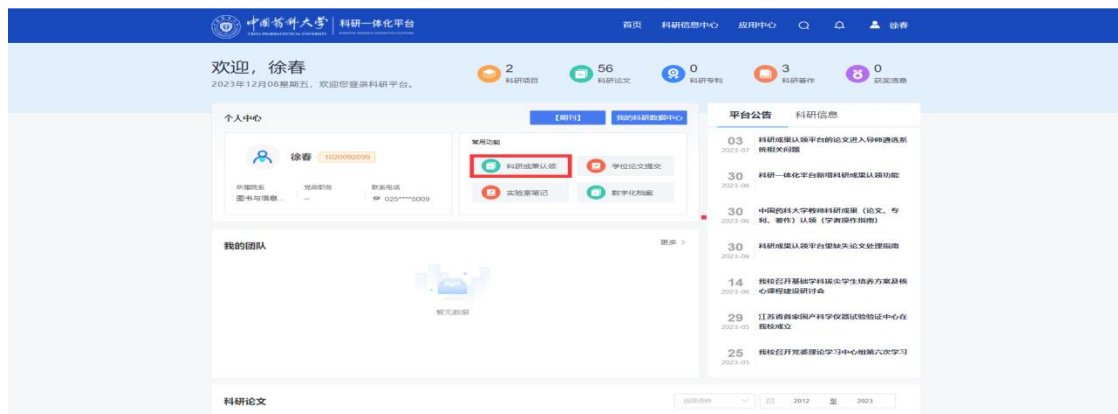 中国药科大学 科研一体化平台
首页 科研信息中心 应用中心 徐春
欢迎，徐春
2023年12月08星期五，欢迎您登录科研平台。
2 科研项目
56 科研论文
0 科研专利
3 科研著作
0 获奖信息
个人中心
【期刊】 我的科研数据中心
徐春 1020092099
所属院系 党政职务 联系电话
图书与信息... -- 025****5009
常用功能
科研成果认领 学位论文提交
实验室笔记 数字化档案
我的团队 更多 >
暂无数据
平台公告 科研信息
03 2023-07 科研成果认领平台的论文进入导师遴选系
统相关问题
30 2023-06 科研一体化平台新增科研成果认领功能
30 2023-06 中国药科大学教师科研成果（论文、专
利、著作）认领（学者操作指南）
30 2023-06 科研成果认领平台里缺失论文处理指南
14 2023-06 我校召开基础学科拔尖学生培养方案及核
心课程建设研讨会
29 2023-05 江苏省首家国产科学仪器试验验证中心在
我校成立
25 2023-05 我校召开党委理论学习中心组第六次学习
科研论文
2012 至 2023